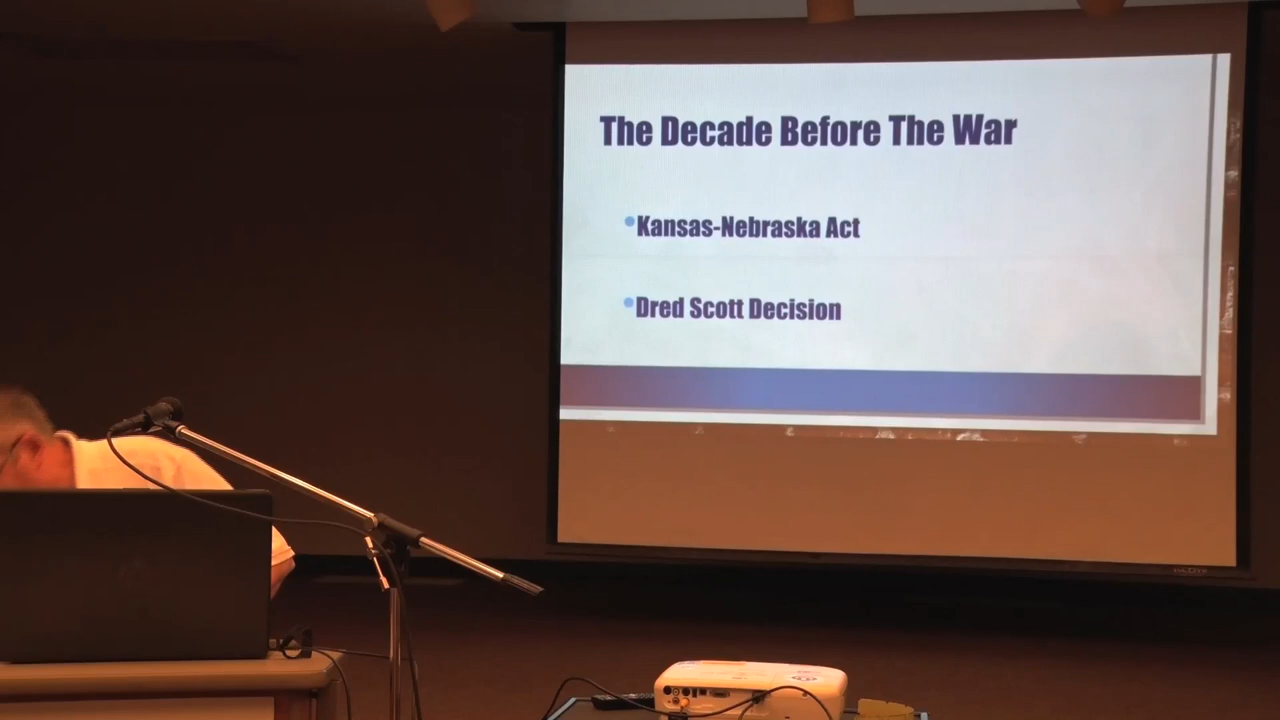 The Decade Before The War
•Kansas-Nebraska Act
•Dred Scott Decision